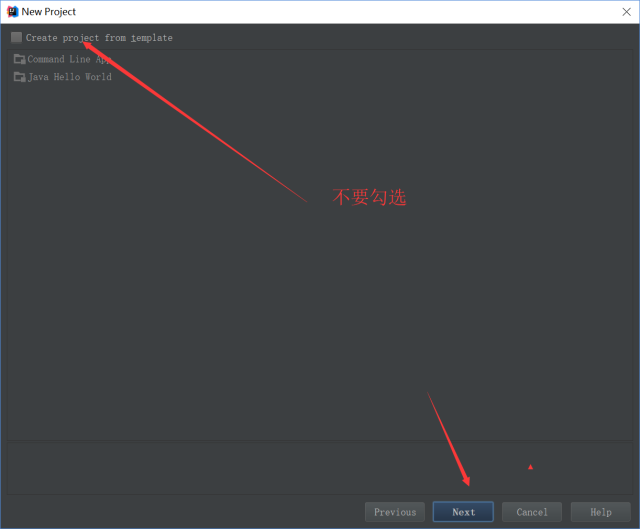 New Project
Create project from template
Command Line App
Java Hello World
不要勾选
Previous Next Cancel Help